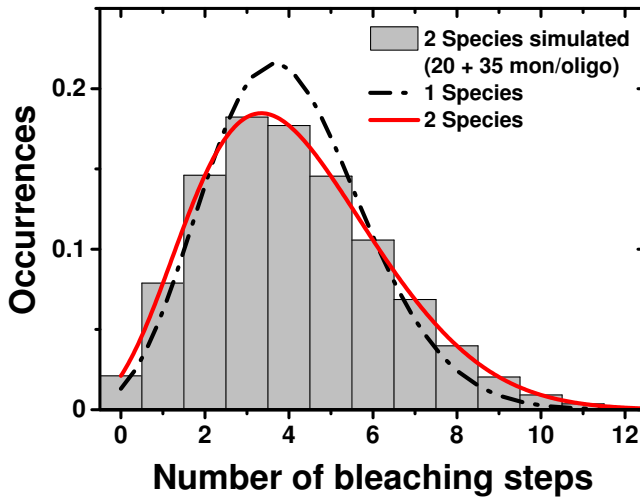 2 Species simulated
(20 + 35 mon/oligo)
1 Species
2 Species
Occurrences
0.2
0.1
0
0 2 4 6 8 10 12
Number of bleaching steps